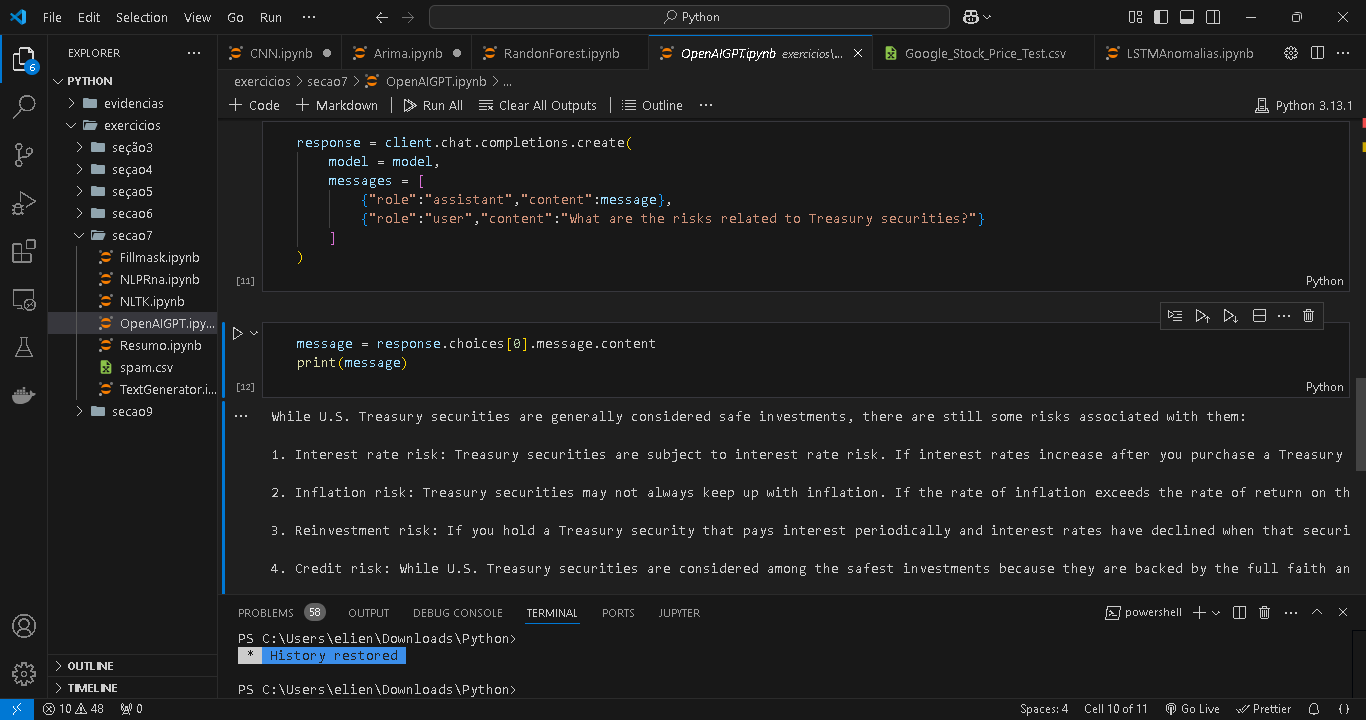 File Edit Selection View Go Run ··· Python
EXPLORER ···
PYTHON
evidencias
exercicios
seção3
seçao4
seçao5
secao6
secao7
Fillmask.ipynb
NLPRna.ipynb
NLTK.ipynb
OpenAIGPT.ipy...
Resumo.ipynb
spam.csv
TextGenerator.i...
secao9
OUTLINE
TIMELINE
6
CNN.ipynb Arima.ipynb RandonForest.ipynb OpenAIGPT.ipynb exercicios\... Google_Stock_Price_Test.csv LSTMAnomalias.ipynb ···
exercicios > secao7 > OpenAIGPT.ipynb > ...
+ Code + Markdown Run All Clear All Outputs Outline ··· Python 3.13.1
response = client.chat.completions.create(
model = model,
messages = [
{"role":"assistant","content":message},
{"role":"user","content":"What are the risks related to Treasury securities?"}
]
)
[11] Python
message = response.choices[0].message.content
print(message)
[12] Python
While U.S. Treasury securities are generally considered safe investments, there are still some risks associated with them:
1. Interest rate risk: Treasury securities are subject to interest rate risk. If interest rates increase after you purchase a Treasury
2. Inflation risk: Treasury securities may not always keep up with inflation. If the rate of inflation exceeds the rate of return on th
3. Reinvestment risk: If you hold a Treasury security that pays interest periodically and interest rates have declined when that securi
4. Credit risk: While U.S. Treasury securities are considered among the safest investments because they are backed by the full faith an
PROBLEMS 58 OUTPUT DEBUG CONSOLE TERMINAL PORTS JUPYTER powershell
PS C:\Users\elien\Downloads\Python>
* History restored
PS C:\Users\elien\Downloads\Python>
10 48 0 Spaces: 4 Cell 10 of 11 Go Live Prettier {}